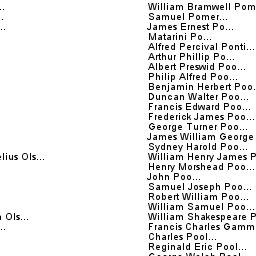 ..
William Bramwell Pom
..
Samuel Pomer...
...
James Ernest Po...
Matarini Po...
Alfred Percival Ponti...
Arthur Phillip Po...
Albert Preswid Poo...
Philip Alfred Poo...
Benjamin Herbert Poo.
Duncan Walter Poo...
Francis Edward Poo...
Frederick James Poo...
George Turner Poo...
James William George
Sydney Harold Poo...
elius Ols...
William Henry James P
Henry Morshead Poo...
John Poo...
Samuel Joseph Poo...
Robert William Poo...
William Samuel Poo...
Ols...
William Shakespeare P
...
Francis Charles Gamm
Charles Pool...
Reginald Eric Pool...
George Welsh Pool